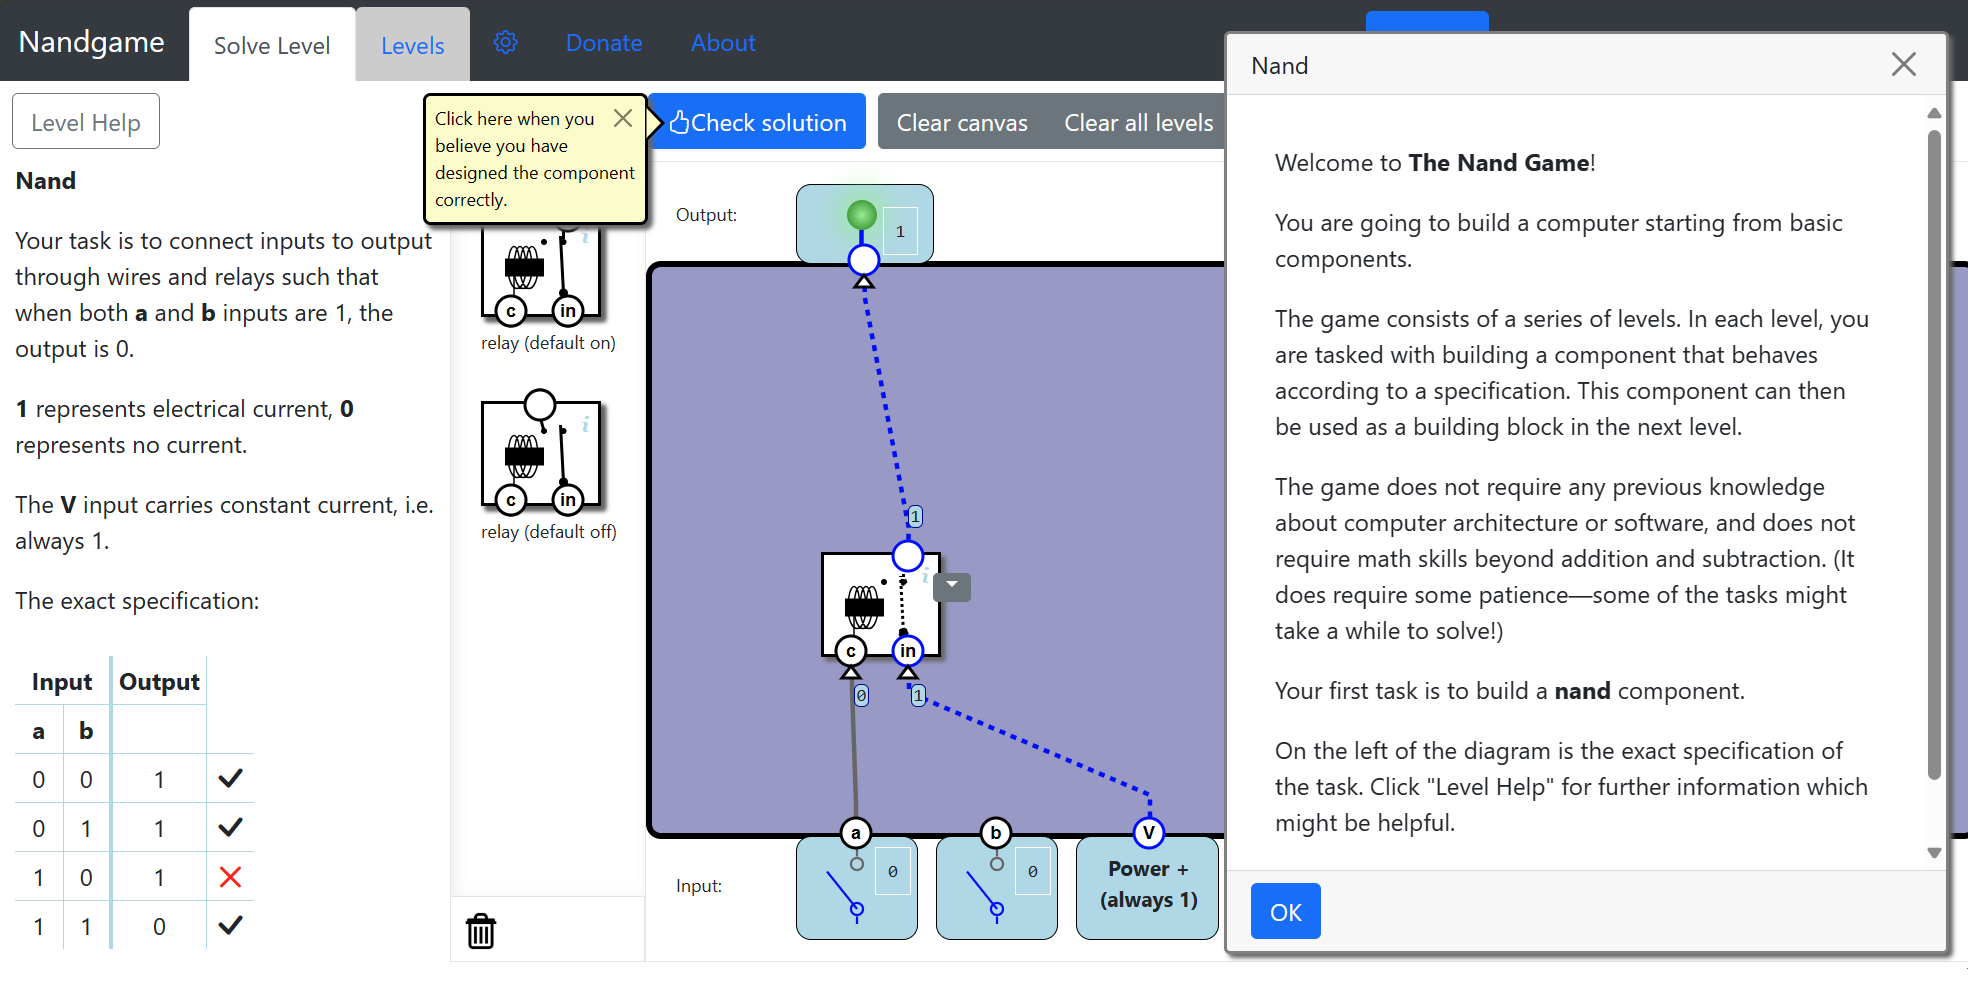 Nandgame
Solve Level
Levels
Donate
About
Level Help
Nand
Your task is to connect inputs to output
through wires and relays such that
when both a and b inputs are 1, the
output is 0.
1 represents electrical current, 0
represents no current.
The V input carries constant current, i.e.
always 1.
The exact specification:
Input Output
a b
0 0 1
0 1 1
1 0 1
1 1 0
Click here when you
believe you have
designed the component
correctly.
Check solution
Clear canvas
Clear all levels
i
c in
relay (default on)
i
c in
relay (default off)
Output:
1
1
i
c in
0 1
a b V
Input:
0
0
Power +
(always 1)
Nand
Welcome to The Nand Game!
You are going to build a computer starting from basic
components.
The game consists of a series of levels. In each level, you
are tasked with building a component that behaves
according to a specification. This component can then
be used as a building block in the next level.
The game does not require any previous knowledge
about computer architecture or software, and does not
require math skills beyond addition and subtraction. (It
does require some patience—some of the tasks might
take a while to solve!)
Your first task is to build a nand component.
On the left of the diagram is the exact specification of
the task. Click "Level Help" for further information which
might be helpful.
OK